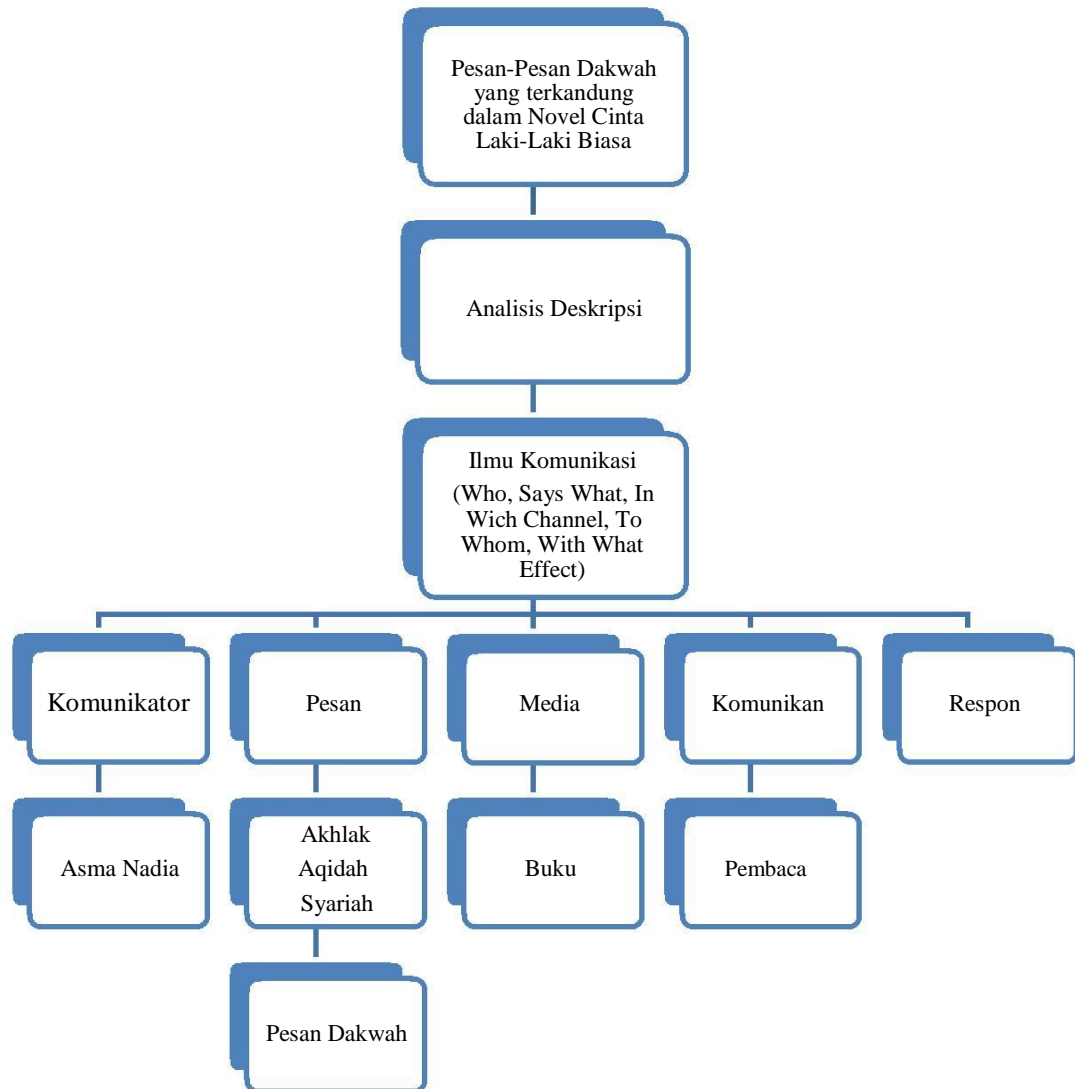 Pesan-Pesan Dakwah
yang terkandung
dalam Novel Cinta
Laki-Laki Biasa
Analisis Deskripsi
Ilmu Komunikasi
(Who, Says What, In
Wich Channel, To
Whom, With What
Effect)
Komunikator
Pesan
Media
Komunikan
Respon
Asma Nadia
Akhlak
Aqidah
Syariah
Buku
Pembaca
Pesan Dakwah